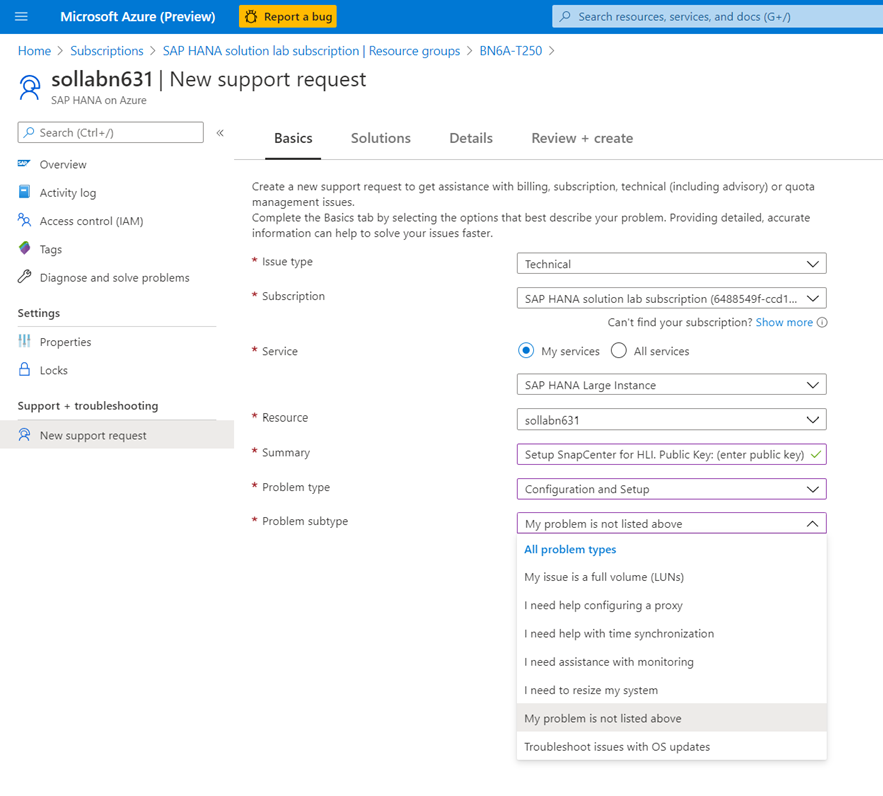 Microsoft Azure (Preview)
Report a bug
Search resources, services, and docs (G+/)
Home > Subscriptions > SAP HANA solution lab subscription | Resource groups > BN6A-T250 >
sollabn631 | New support request
SAP HANA on Azure
Search (Ctrl+/)
«
Overview
Activity log
Access control (IAM)
Tags
Diagnose and solve problems
Settings
Properties
Locks
Support + troubleshooting
New support request
Basics
Solutions
Details
Review + create
Create a new support request to get assistance with billing, subscription, technical (including advisory) or quota
management issues.
Complete the Basics tab by selecting the options that best describe your problem. Providing detailed, accurate
information can help to solve your issues faster.
* Issue type
Technical
* Subscription
SAP HANA solution lab subscription (6488549f-ccd1...
Can't find your subscription? Show more
* Service
My services
All services
SAP HANA Large Instance
* Resource
sollabn631
* Summary
Setup SnapCenter for HLI. Public Key: (enter public key)
* Problem type
Configuration and Setup
* Problem subtype
My problem is not listed above
All problem types
My issue is a full volume (LUNs)
I need help configuring a proxy
I need help with time synchronization
I need assistance with monitoring
I need to resize my system
My problem is not listed above
Troubleshoot issues with OS updates